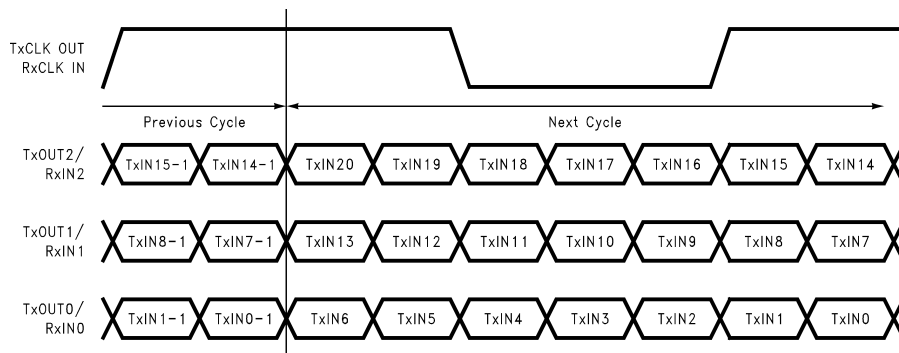 TxCLK OUT
RxCLK IN
Previous Cycle
Next Cycle
TxOUT2/
RxIN2
TxIN15-1 TxIN14-1 TxIN20 TxIN19 TxIN18 TxIN17 TxIN16 TxIN15 TxIN14
TxOUT1/
RxIN1
TxIN8-1 TxIN7-1 TxIN13 TxIN12 TxIN11 TxIN10 TxIN9 TxIN8 TxIN7
TxOUT0/
RxIN0
TxIN1-1 TxIN0-1 TxIN6 TxIN5 TxIN4 TxIN3 TxIN2 TxIN1 TxIN0